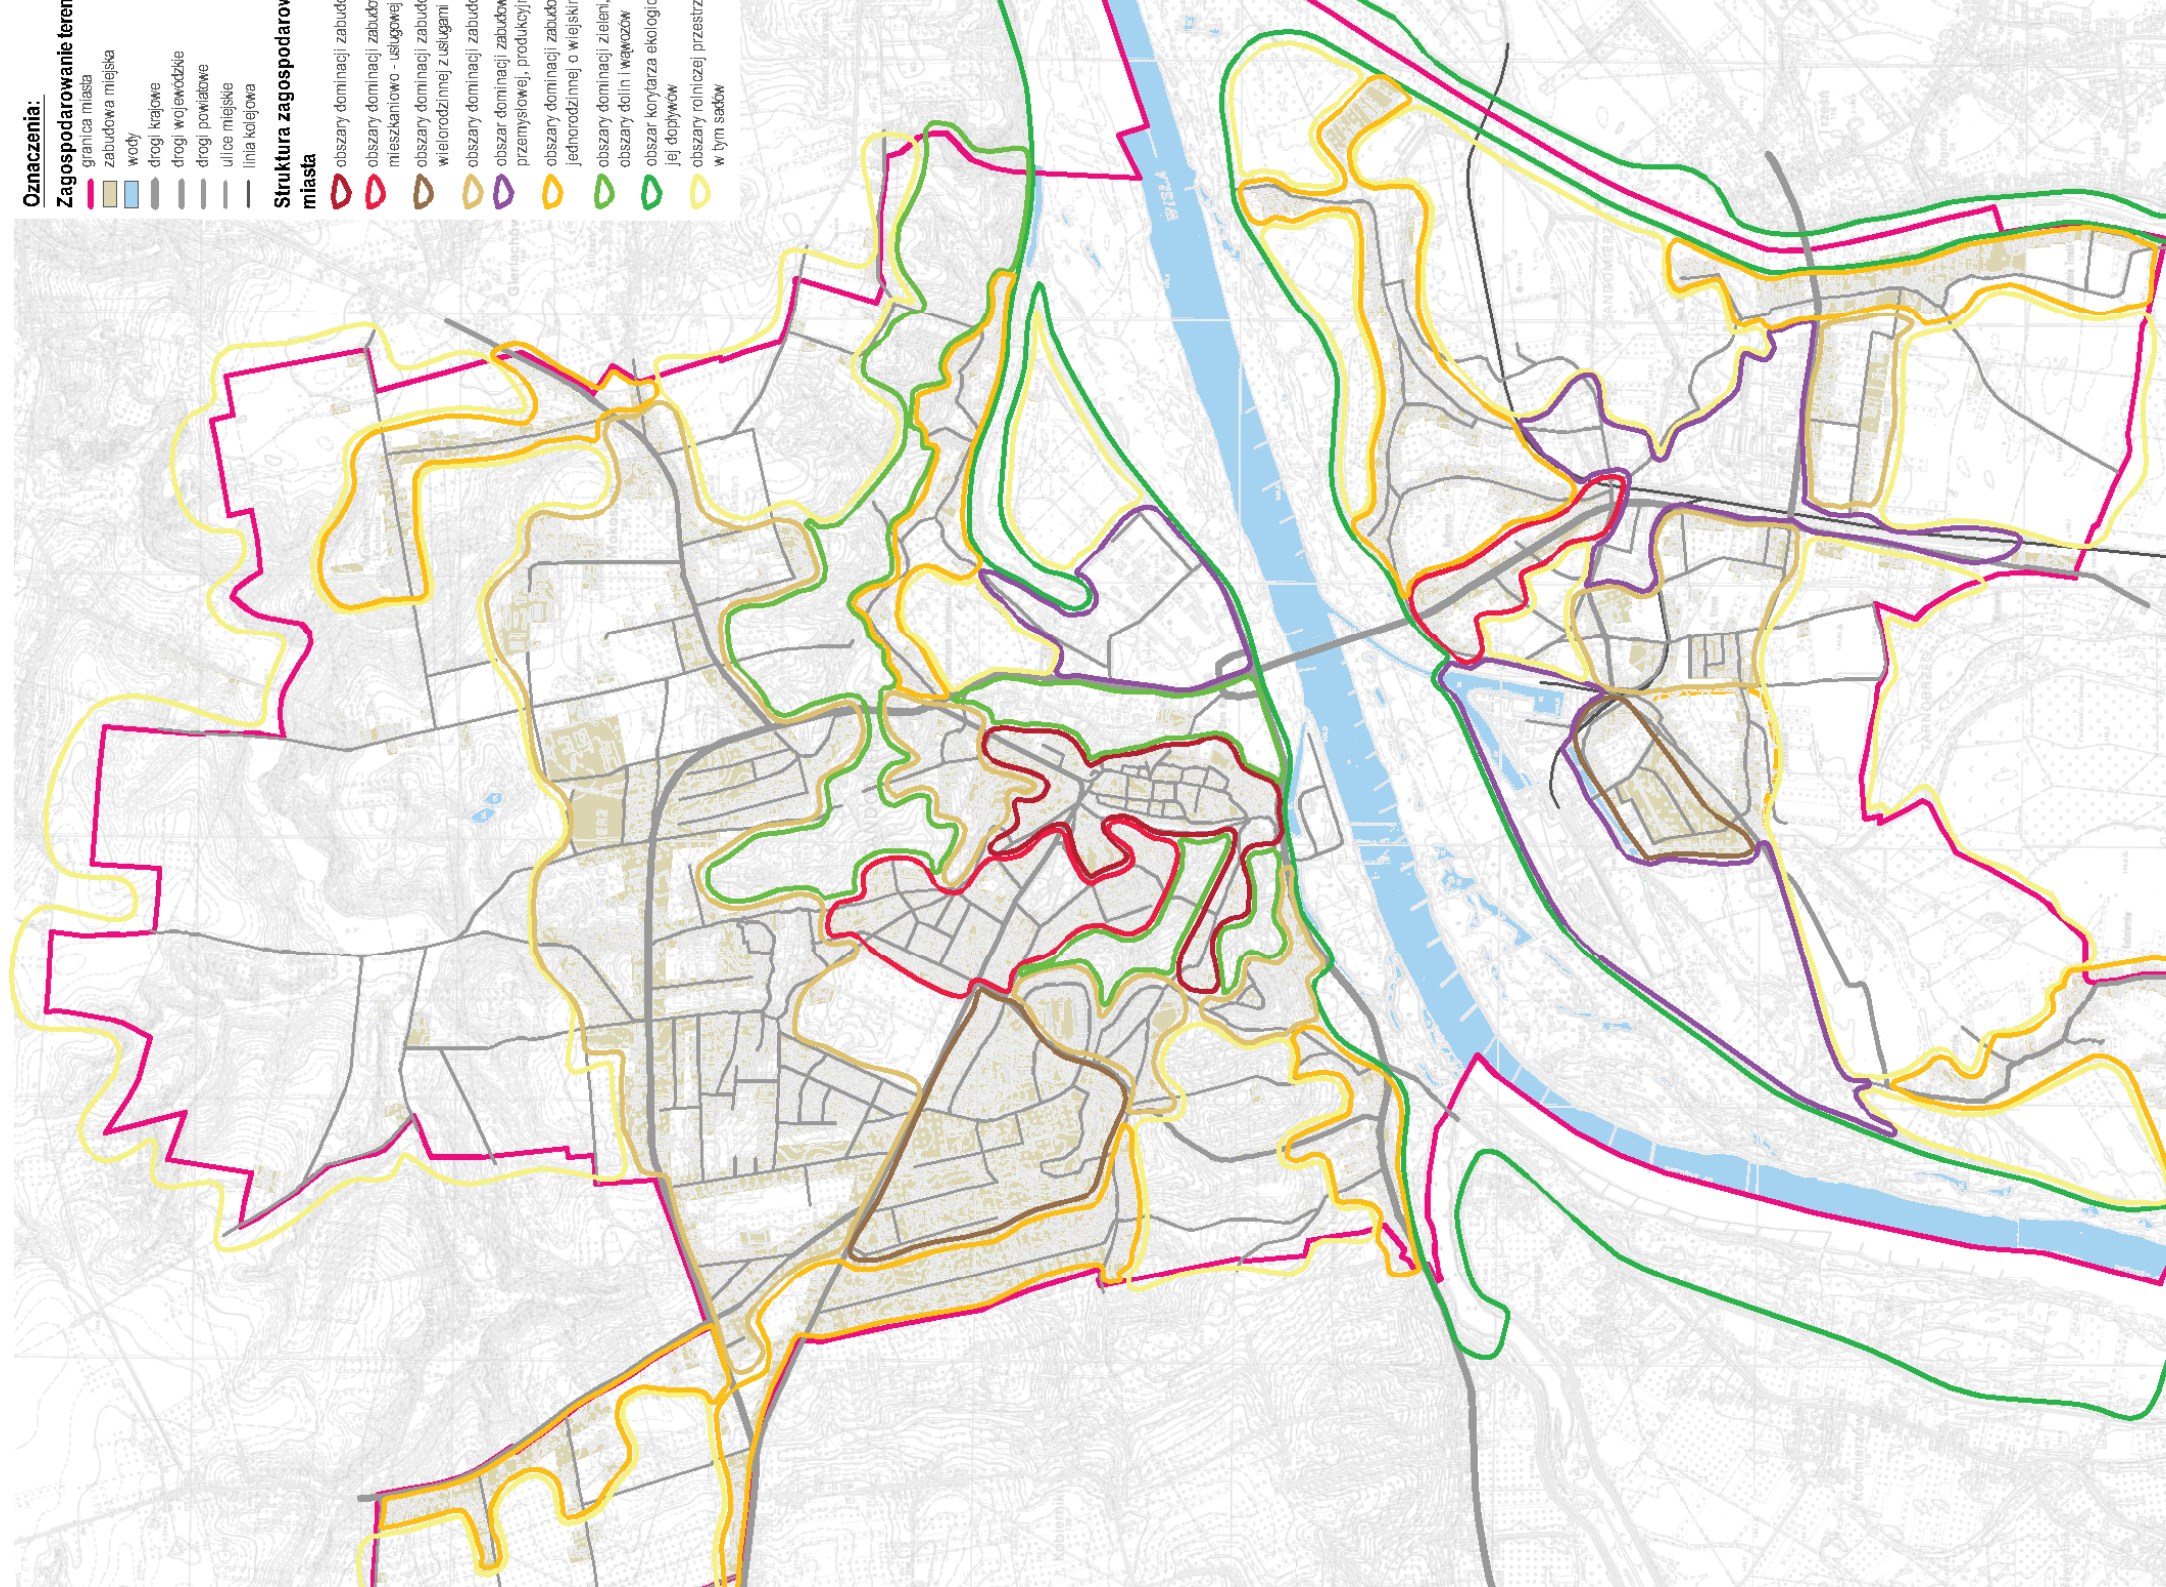 Oznaczenia:
Zagospodarowanie teren
granica miasta
zabudowa miejska
wody
drogi krajowe
drogi wojewódzkie
drogi powiatowe
ulice miejskie
linia kolejowa
Struktura zagospodarow
miasta
obszary dominacji zabudo
obszary dominacji zabudo
mieszkaniowo - usługowej
obszary dominacji zabudo
wielorodzinnej z usługami
obszary dominacji zabudo
obszar dominacji zabudow
przemysłowej, produkcyjn
obszary dominacji zabudo
jednorodzinnej o wiejskim
obszary dominacji zieleni,
obszary dolin i wąwozów
obszar korytarza ekologic
jej dopływów
obszary rolniczej przestrz
w tym sadów
WISŁA